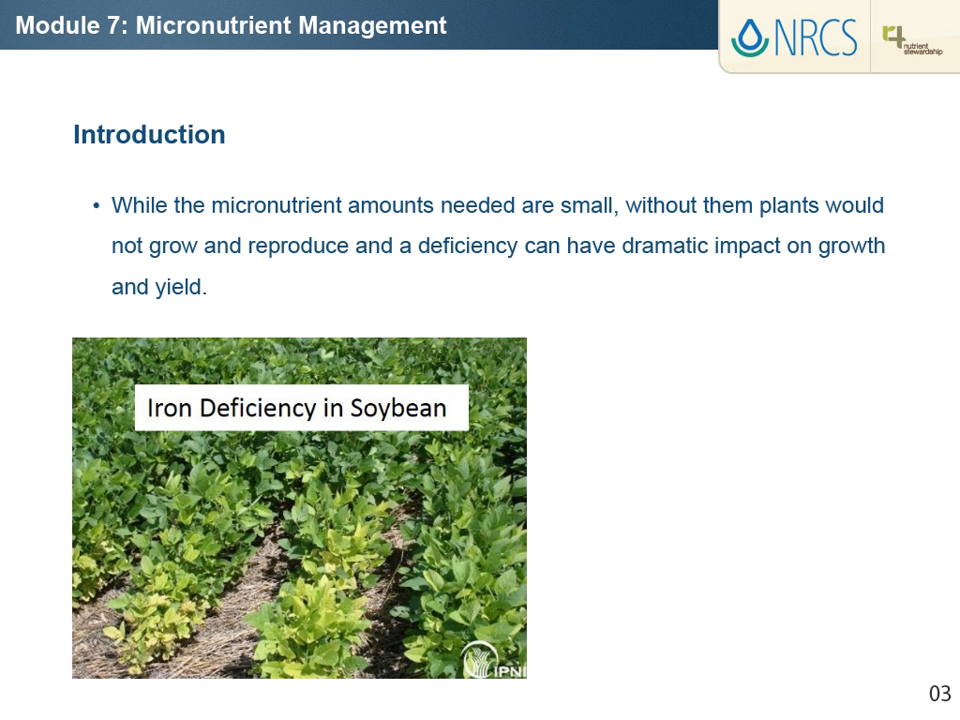 Module 7: Micronutrient Management
NRCS
r4 nutrient
stewardship
Introduction
• While the micronutrient amounts needed are small, without them plants would
not grow and reproduce and a deficiency can have dramatic impact on growth
and yield.
Iron Deficiency in Soybean
IPNI
03